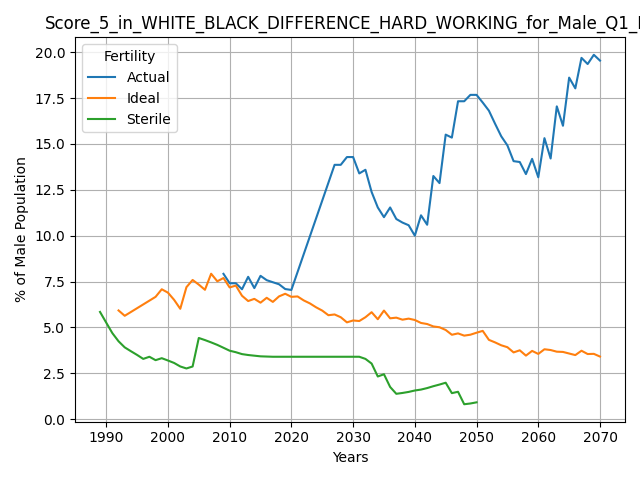 Score_5_in_WHITE_BLACK_DIFFERENCE_HARD_WORKING_for_Male_Q1_
Fertility
Actual
Ideal
Sterile
% of Male Population
20.0
17.5
15.0
12.5
10.0
7.5
5.0
2.5
0.0
1990 2000 2010 2020 2030 2040 2050 2060 2070
Years